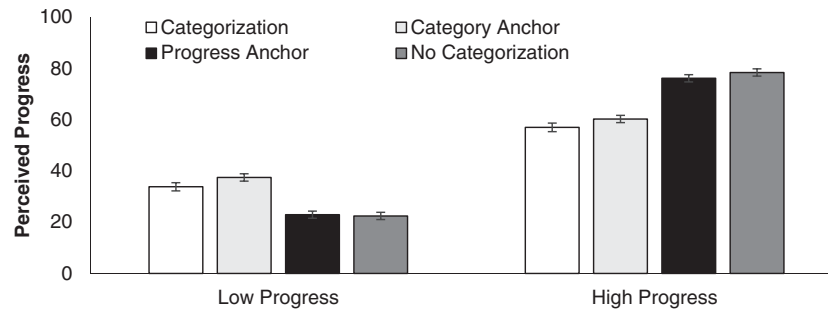 100
80
60
40
20
0
Perceived Progress
Categorization
Category Anchor
Progress Anchor
No Categorization
Low Progress
High Progress